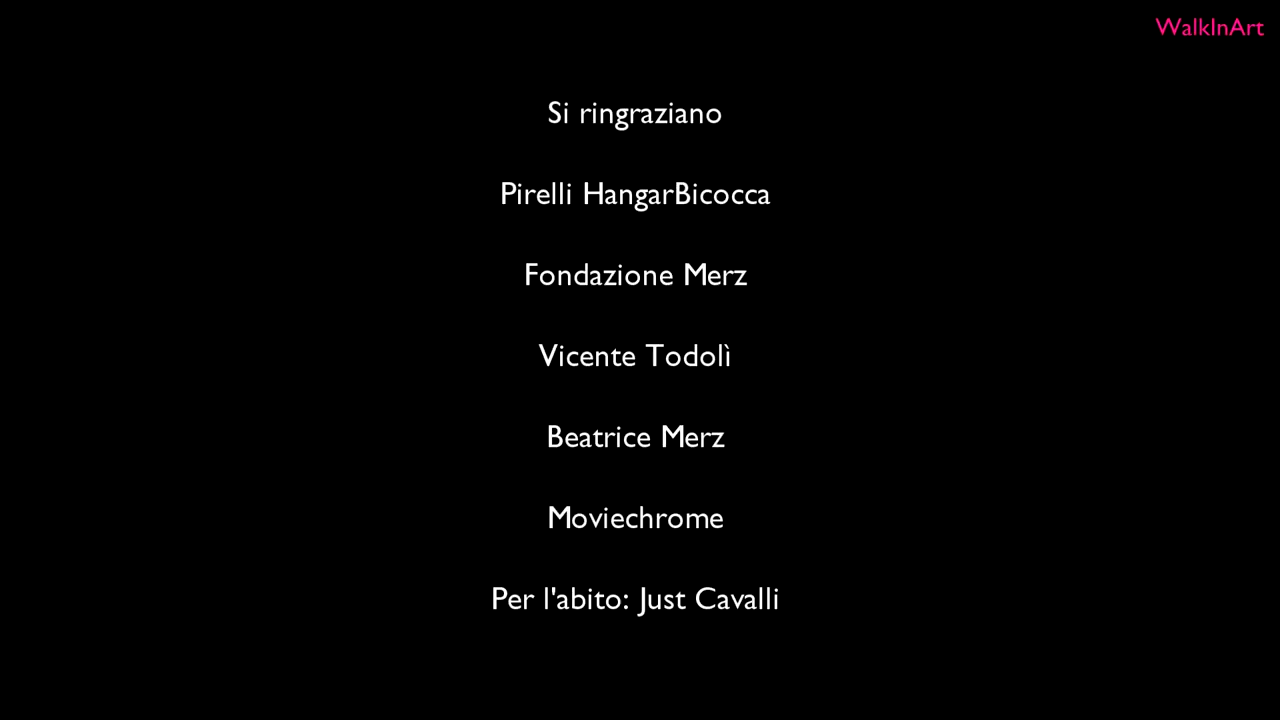 WalkInArt
Si ringraziano
Pirelli HangarBicocca
Fondazione Merz
Vicente Todolì
Beatrice Merz
Moviechrome
Per l'abito: Just Cavalli